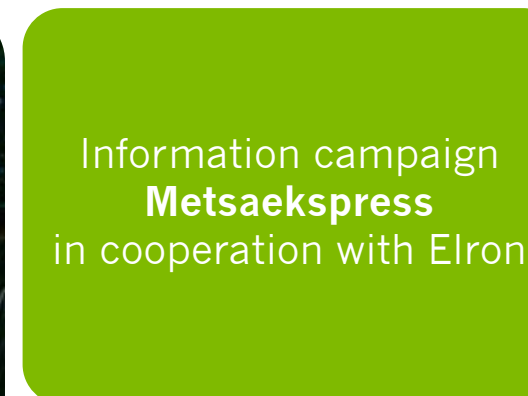 Information campaign
Metsaekspress
in cooperation with Elron